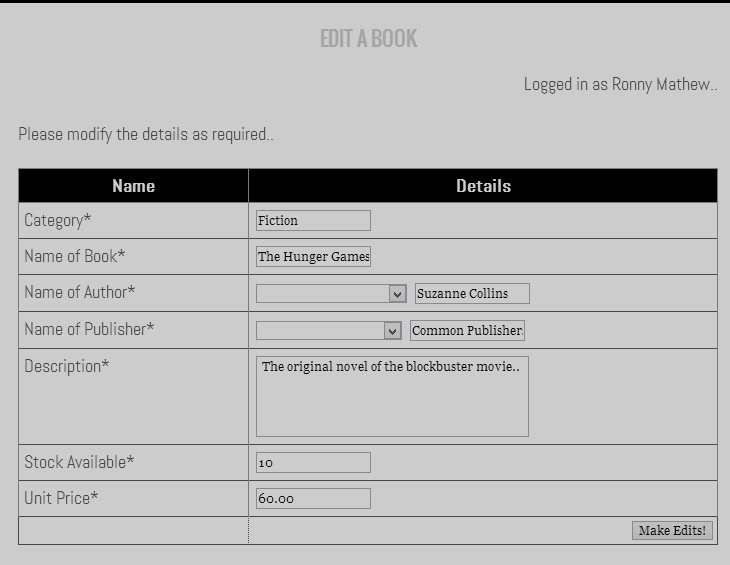 EDIT A BOOK
Logged in as Ronny Mathew..
Please modify the details as required..
Name Details
Category* Fiction
Name of Book* The Hunger Games
Name of Author* Suzanne Collins
Name of Publisher* Common Publisher
Description* The original novel of the blockbuster movie..
Stock Available* 10
Unit Price* 60.00
Make Edits!